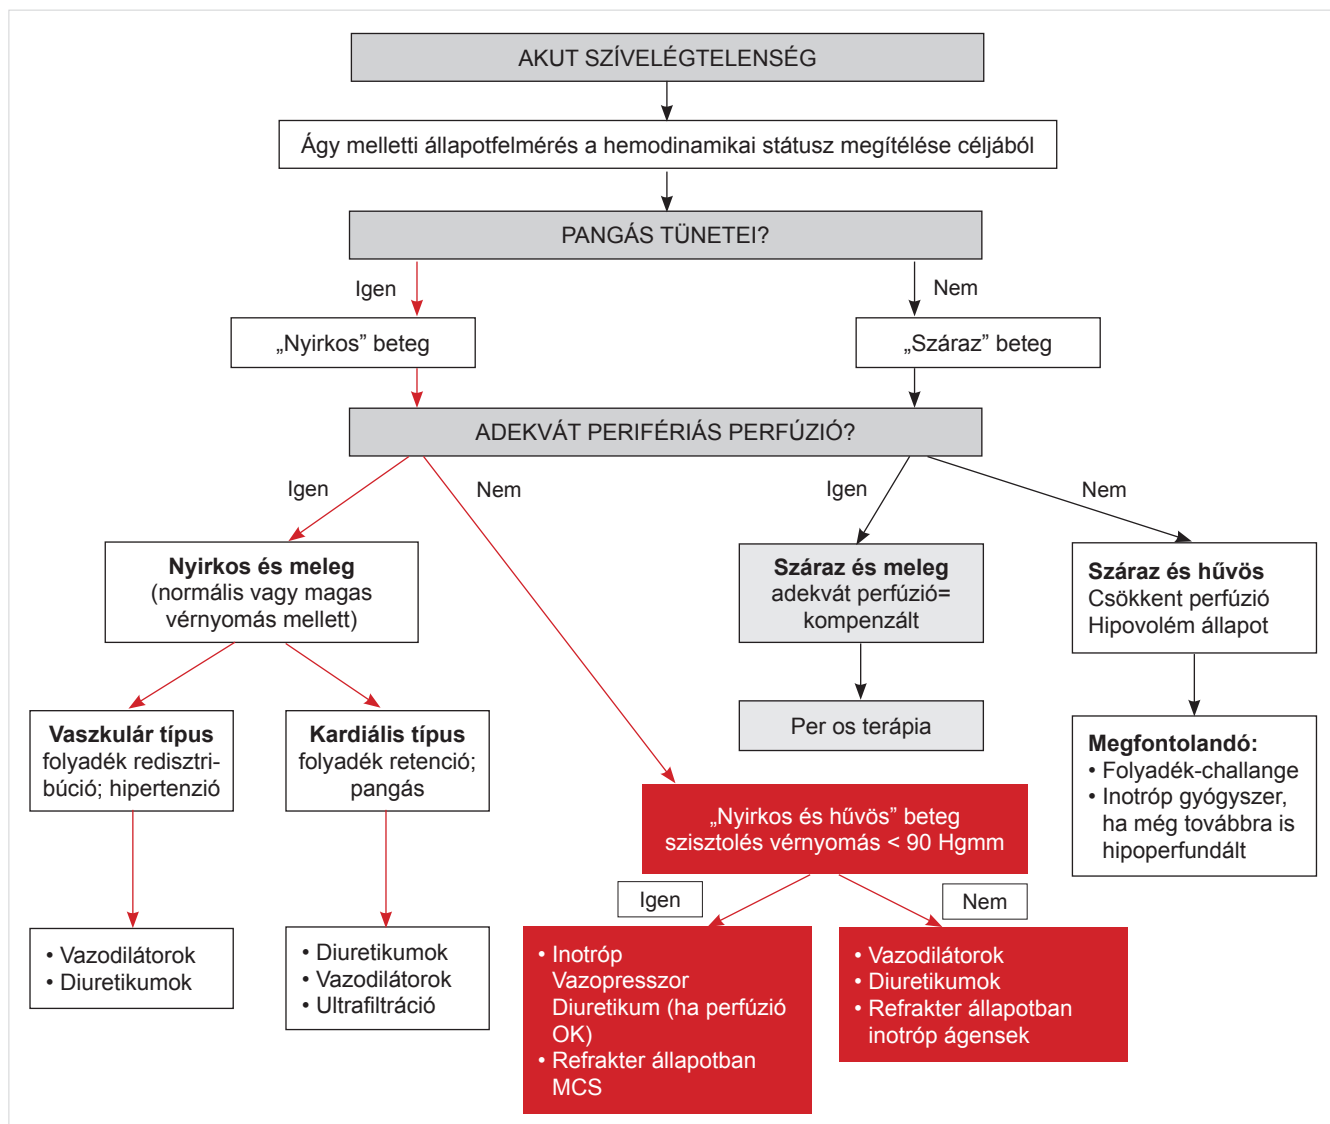 AKUT SZÍVELÉGTELENSÉG
Ágy melletti állapotfelmérés a hemodinamikai státusz megítélése céljából
PANGÁS TÜNETEI?
Igen
Nem
„Nyirkos” beteg
„Száraz” beteg
ADEKVÁT PERIFÉRIÁS PERFÚZIÓ?
Igen
Nem
Igen
Nem
Nyirkos és meleg
(normális vagy magas
vérnyomás mellett)
Száraz és meleg
adekvát perfúzió=
kompenzált
Száraz és hűvös
Csökkent perfúzió
Hipovolém állapot
Vaszkulár típus
folyadék redisztri-
búció; hipertenzió
Kardiális típus
folyadék retenció;
pangás
Per os terápia
Megfontolandó:
• Folyadék-challange
• Inotróp gyógyszer,
ha még továbbra is
hipoperfundált
„Nyirkos és hűvös” beteg
szisztolés vérnyomás < 90 Hgmm
Igen
Nem
• Vazodilátorok
• Diuretikumok
• Diuretikumok
• Vazodilátorok
• Ultrafiltráció
• Inotróp
Vazopresszor
Diuretikum (ha perfúzió
OK)
• Refrakter állapotban
MCS
• Vazodilátorok
• Diuretikumok
• Refrakter állapotban
inotróp ágensek